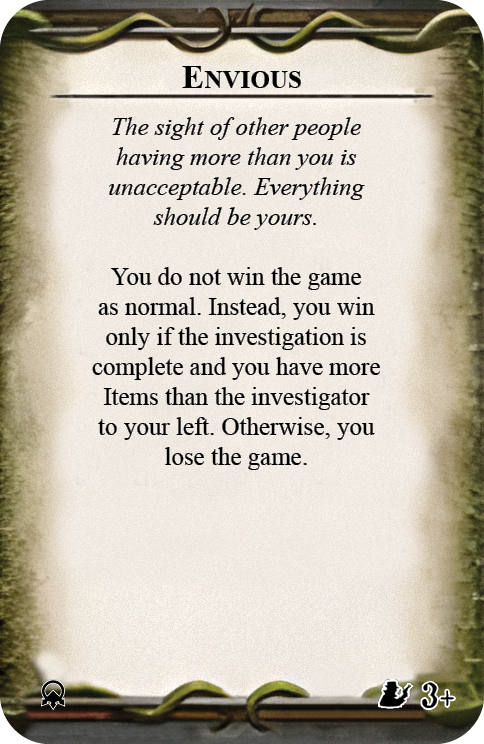 ENVIOUS
The sight of other people
having more than you is
unacceptable. Everything
should be yours.
You do not win the game
as normal. Instead, you win
only if the investigation is
complete and you have more
Items than the investigator
to your left. Otherwise, you
lose the game.
3+